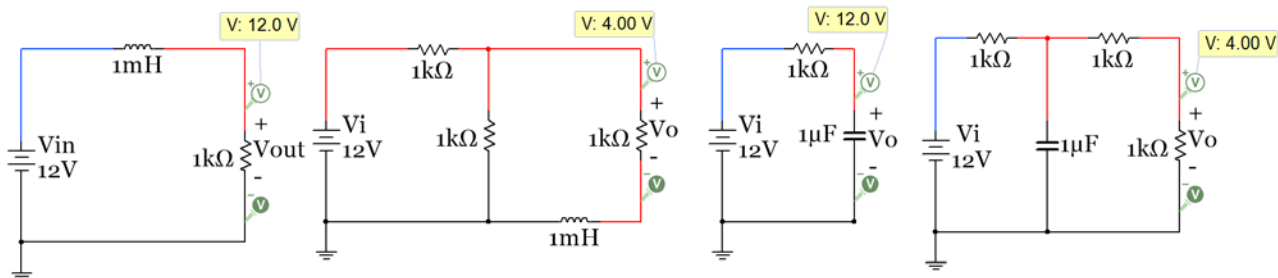 V: 12.0 V
1mH
+
V
Vin
12V
1kΩ
+
Vout
-
-
V
V: 4.00 V
1kΩ
+
V
Vi
12V
1kΩ
1kΩ
+
Vo
-
-
V
1mH
V: 12.0 V
1kΩ
+
V
Vi
12V
1µF
+
Vo
-
-
V
V: 4.00 V
1kΩ
1kΩ
+
V
Vi
12V
1µF
1kΩ
+
Vo
-
-
V